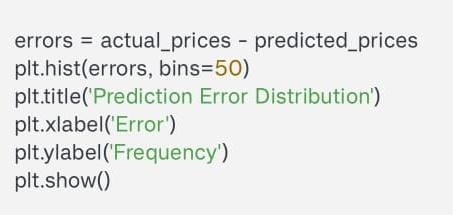 errors = actual_prices - predicted_prices
plt.hist(errors, bins=50)
plt.title('Prediction Error Distribution')
plt.xlabel('Error')
plt.ylabel('Frequency')
plt.show()